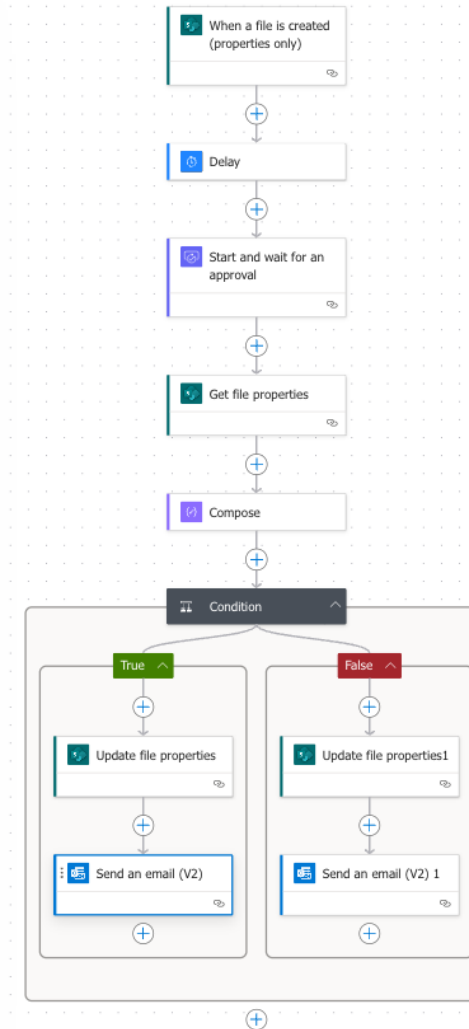 When a file is created
(properties only)
Delay
Start and wait for an
approval
Get file properties
Compose
Condition
True
False
Update file properties
Update file properties1
Send an email (V2)
Send an email (V2) 1